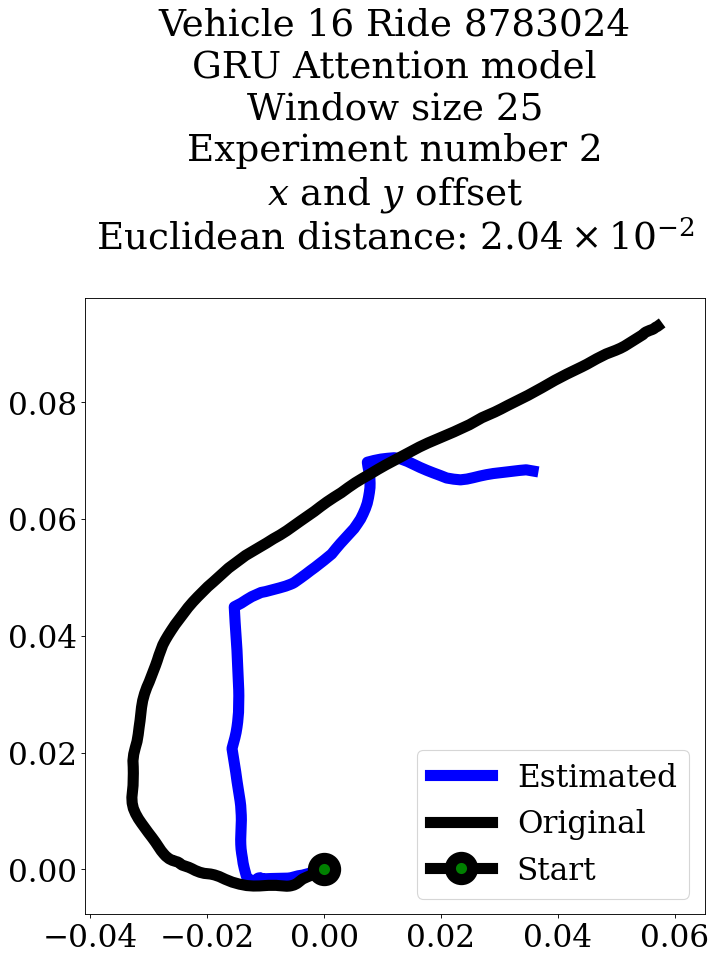 Vehicle 16 Ride 8783024
GRU Attention model
Window size 25
Experiment number 2
x and y offset
Euclidean distance: 2.04 × 10⁻²
0.08
0.06
0.04
0.02
0.00
Estimated
Original
Start
−0.04 −0.02 0.00 0.02 0.04 0.06